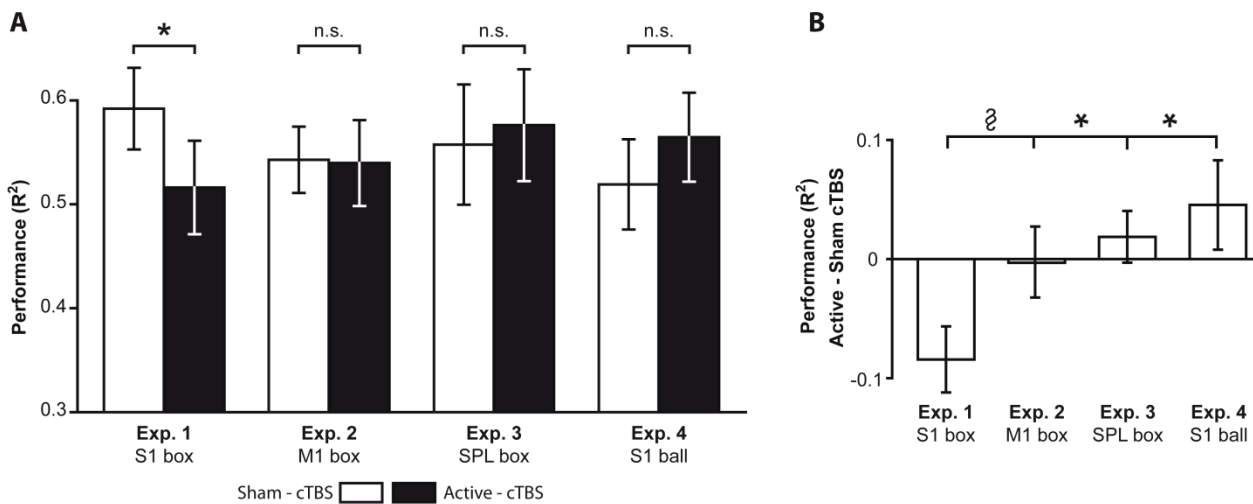 A
*
n.s.
n.s.
n.s.
Performance (R²)
0.6
0.5
0.4
0.3
Exp. 1
S1 box
Exp. 2
M1 box
Exp. 3
SPL box
Exp. 4
S1 ball
Sham - cTBS
Active - cTBS
B
§
*
*
Performance (R²)
Active - Sham cTBS
0.1
0
-0.1
Exp. 1
S1 box
Exp. 2
M1 box
Exp. 3
SPL box
Exp. 4
S1 ball